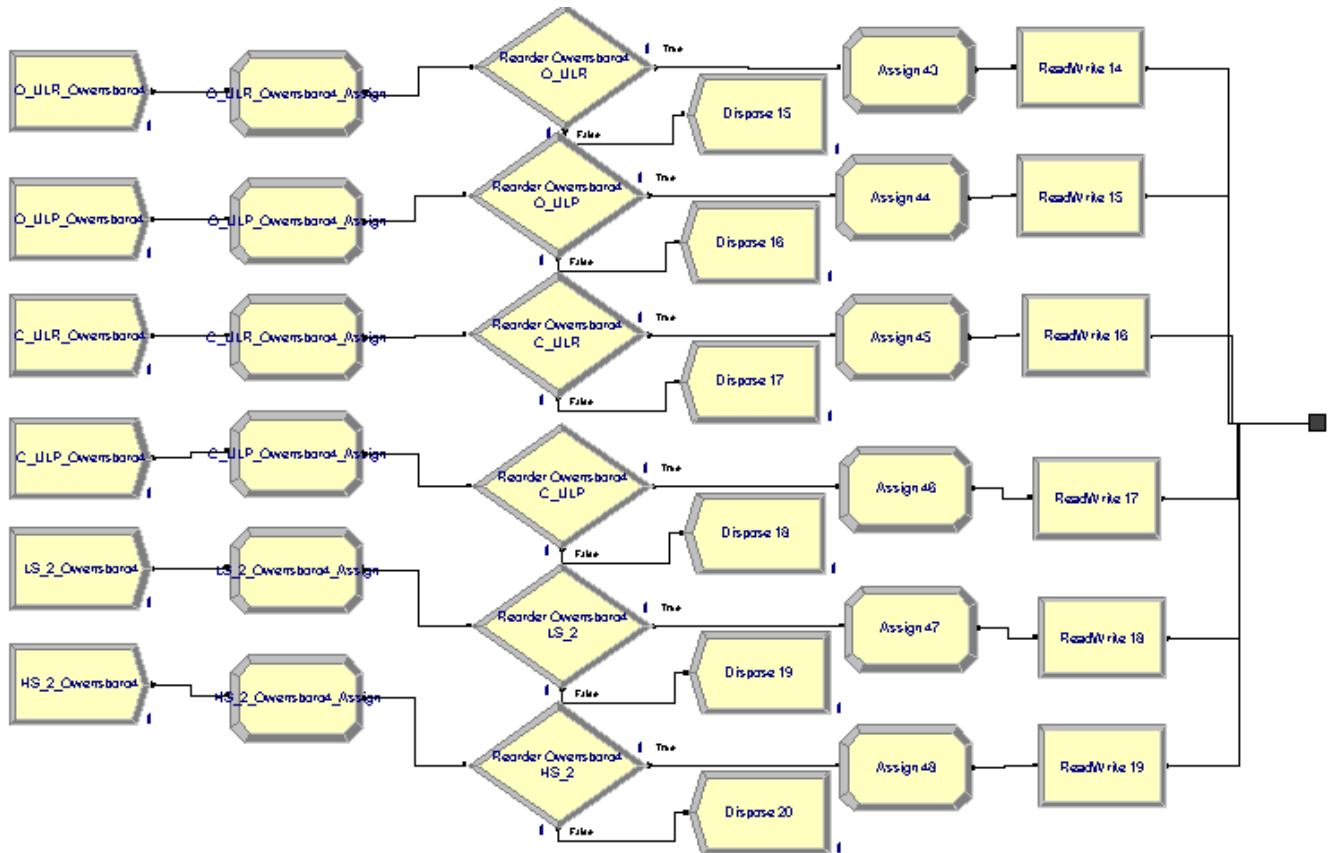 O_ULR_Owensboro4
O_ULR_Owensboro4_Assign
Reorder Owensboro4
O_ULR
True
False
Dispose 15
Assign 43
ReadWrite 14
O_ULP_Owensboro4
O_ULP_Owensboro4_Assign
Reorder Owensboro4
O_ULP
True
False
Dispose 16
Assign 44
ReadWrite 15
C_ULR_Owensboro4
C_ULR_Owensboro4_Assign
Reorder Owensboro4
C_ULR
True
False
Dispose 17
Assign 45
ReadWrite 16
C_ULP_Owensboro4
C_ULP_Owensboro4_Assign
Reorder Owensboro4
C_ULP
True
False
Dispose 18
Assign 46
ReadWrite 17
LS_2_Owensboro4
LS_2_Owensboro4_Assign
Reorder Owensboro4
LS_2
True
False
Dispose 19
Assign 47
ReadWrite 18
HS_2_Owensboro4
HS_2_Owensboro4_Assign
Reorder Owensboro4
HS_2
True
False
Dispose 20
Assign 48
ReadWrite 19